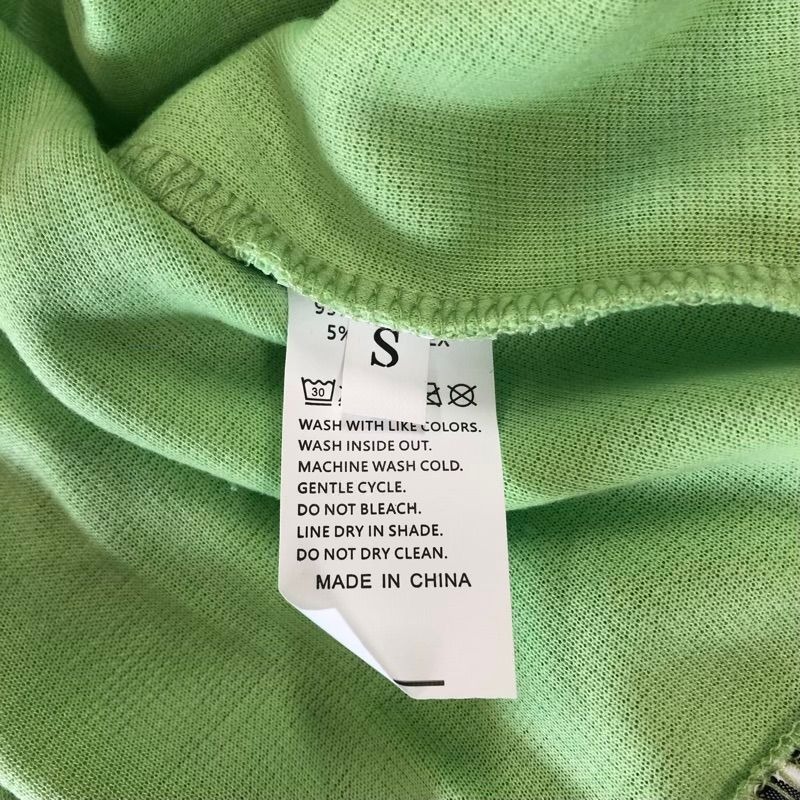 5%
S
30
WASH WITH LIKE COLORS.
WASH INSIDE OUT.
MACHINE WASH COLD.
GENTLE CYCLE.
DO NOT BLEACH.
LINE DRY IN SHADE.
DO NOT DRY CLEAN.
MADE IN CHINA